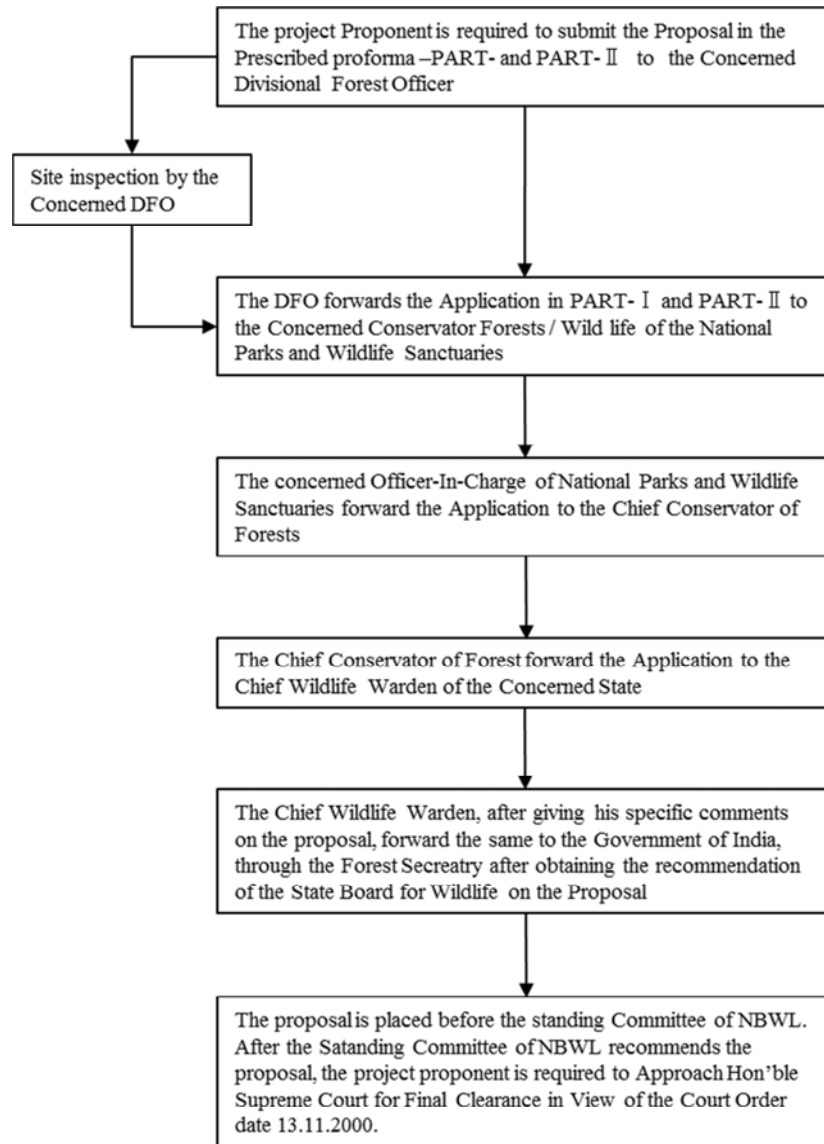 The project Proponent is required to submit the Proposal in the
Prescribed proforma –PART- and PART- Ⅱ to the Concerned
Divisional Forest Officer
Site inspection by the
Concerned DFO
The DFO forwards the Application in PART- Ⅰ and PART- Ⅱ to
the Concerned Conservator Forests / Wild life of the National
Parks and Wildlife Sanctuaries
The concerned Officer-In-Charge of National Parks and Wildlife
Sanctuaries forward the Application to the Chief Conservator of
Forests
The Chief Conservator of Forest forward the Application to the
Chief Wildlife Warden of the Concerned State
The Chief Wildlife Warden, after giving his specific comments
on the proposal, forward the same to the Government of India,
through the Forest Secreatry after obtaining the recommendation
of the State Board for Wildlife on the Proposal
The proposal is placed before the standing Committee of NBWL.
After the Satanding Committee of NBWL recommends the
proposal, the project proponent is required to Approach Hon’ble
Supreme Court for Final Clearance in View of the Court Order
date 13.11.2000.